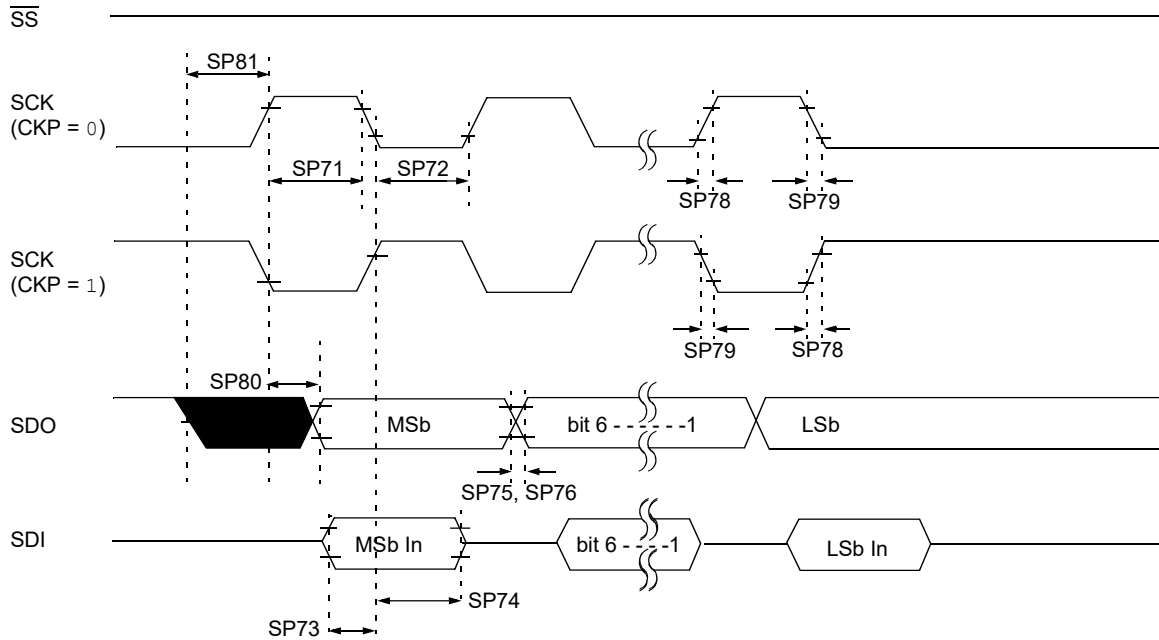 SS
SP81
SCK
(CKP = 0)
SP71
SP72
SP78
SP79
SCK
(CKP = 1)
SP79
SP78
SP80
SDO
MSb
bit 6 - - - - - -1
LSb
SP75, SP76
SDI
MSb In
bit 6 - - - - -1
LSb In
SP74
SP73